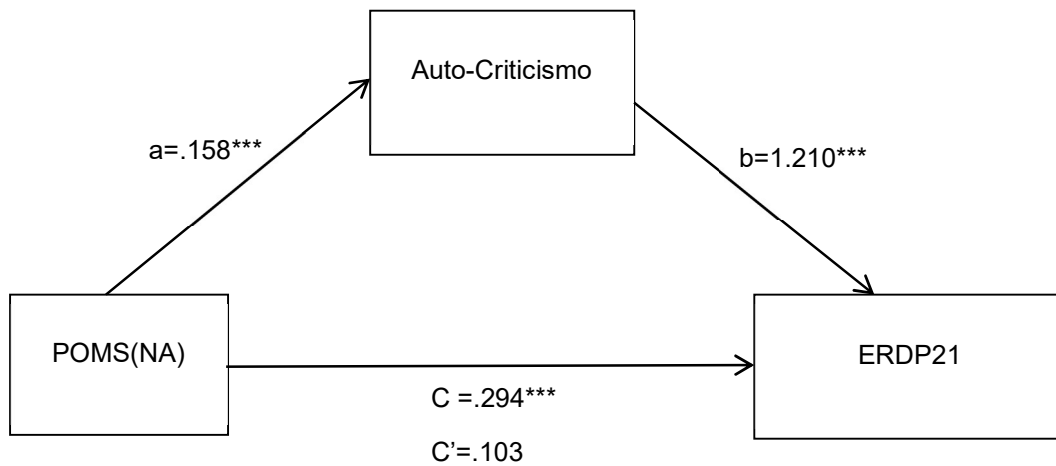 Auto-Criticismo
a=.158***
b=1.210***
POMS(NA)
ERDP21
C =.294***
C’=.103